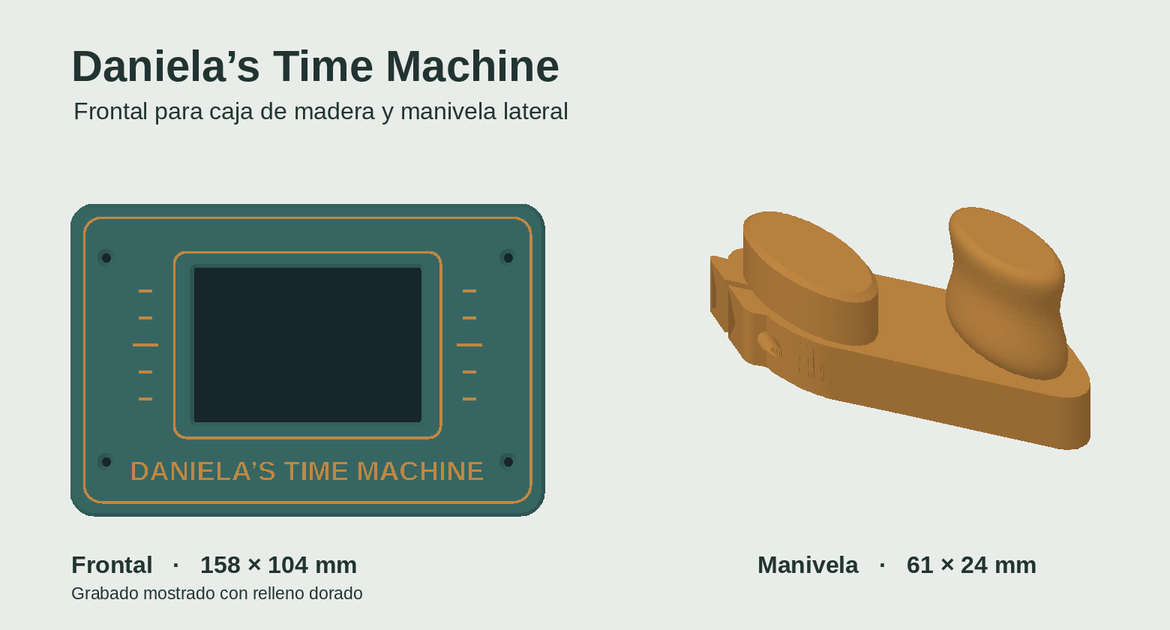 Daniela’s Time Machine
Frontal para caja de madera y manivela lateral
DANIELA’S TIME MACHINE
Frontal · 158 × 104 mm
Grabado mostrado con relleno dorado
Manivela · 61 × 24 mm